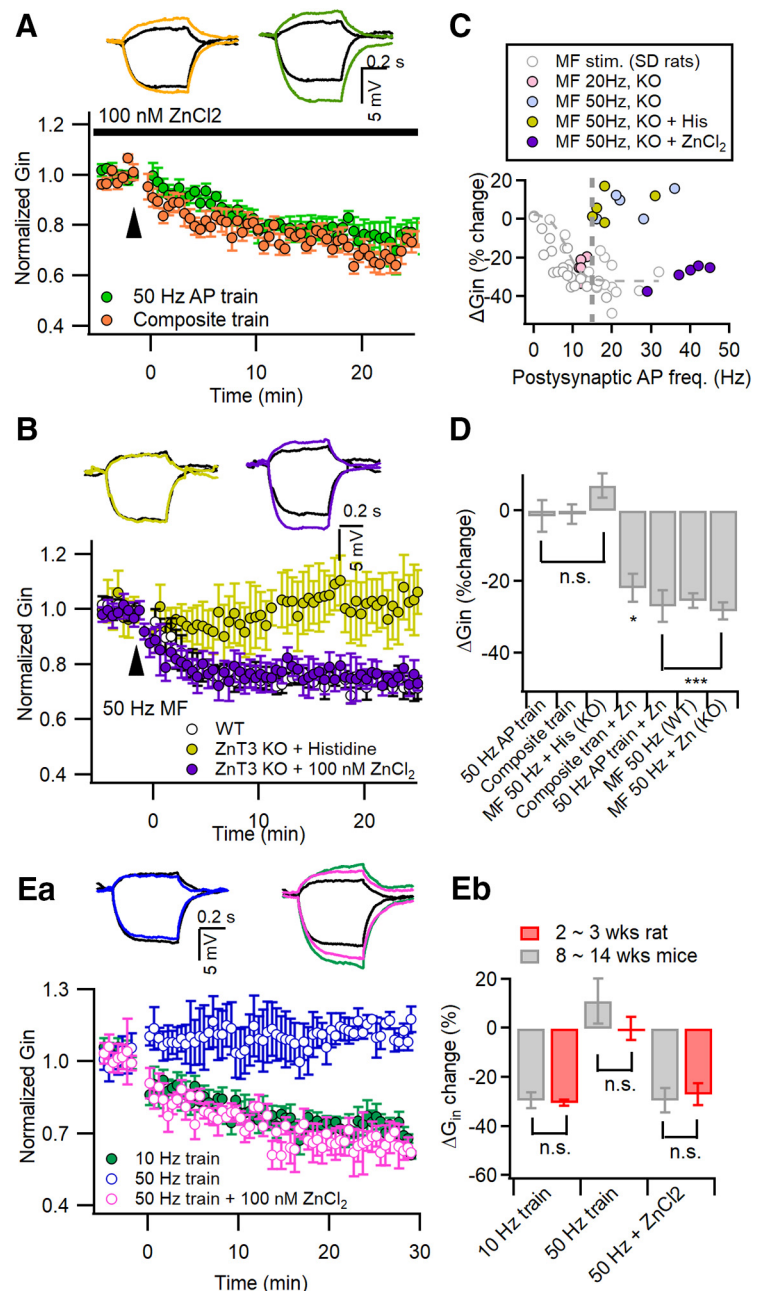 A
0.2 s
5 mV
100 nM ZnCl2
1.2
1.0
0.8
0.6
0.4
Normalized Gin
50 Hz AP train
Composite train
0
10
20
Time (min)
C
MF stim. (SD rats)
MF 20Hz, KO
MF 50Hz, KO
MF 50Hz, KO + His
MF 50Hz, KO + ZnCl2
20
0
-20
-40
ΔGin (% change)
0
10
20
30
40
50
Postysynaptic AP freq. (Hz)
B
0.2 s
5 mV
1.2
1.0
0.8
0.6
0.4
Normalized Gin
50 Hz MF
WT
ZnT3 KO + Histidine
ZnT3 KO + 100 nM ZnCl2
0
10
20
Time (min)
D
0
-20
-40
ΔGin (%change)
n.s.
*
***
50 Hz AP train
Composite train
MF 50 Hz + His (KO)
Composite tran + Zn
50 Hz AP train + Zn
MF 50 Hz (WT)
MF 50 Hz + Zn (KO)
Ea
0.2 s
5 mV
1.3
1.0
0.7
0.4
Normalized Gin
10 Hz train
50 Hz train
50 Hz train + 100 nM ZnCl2
0
10
20
30
Time (min)
Eb
2 ~ 3 wks rat
8 ~ 14 wks mice
20
0
-20
-40
-60
ΔGin change (%)
n.s.
n.s.
n.s.
10 Hz train
50 Hz train
50 Hz + ZnCl2